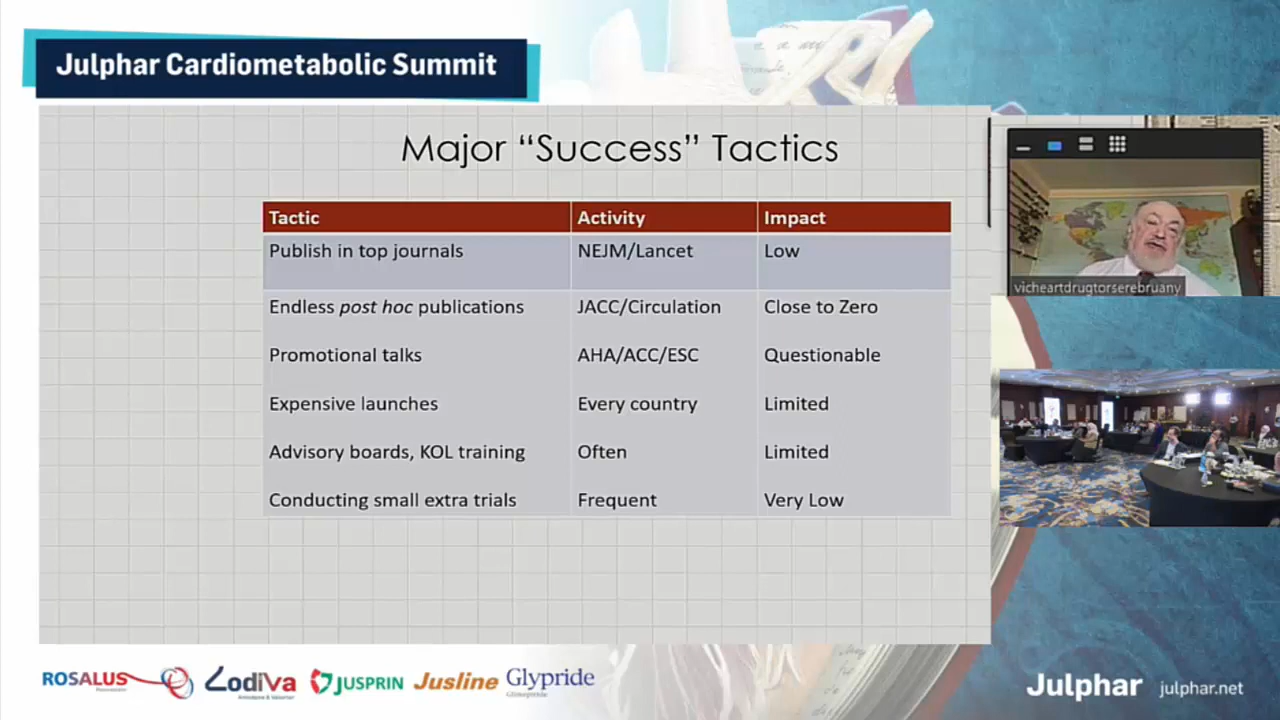 Julphar Cardiometabolic Summit
Major “Success” Tactics
Tactic Activity Impact
Publish in top journals NEJM/Lancet Low
Endless post hoc publications JACC/Circulation Close to Zero
Promotional talks AHA/ACC/ESC Questionable
Expensive launches Every country Limited
Advisory boards, KOL training Often Limited
Conducting small extra trials Frequent Very Low
vicheartdrugtorserebruany
ROSALUS
Lodiva
Amlodipine & Valsartan
JUSPRIN
Jusline
Glypride
Glimepiride
Julphar
julphar.net